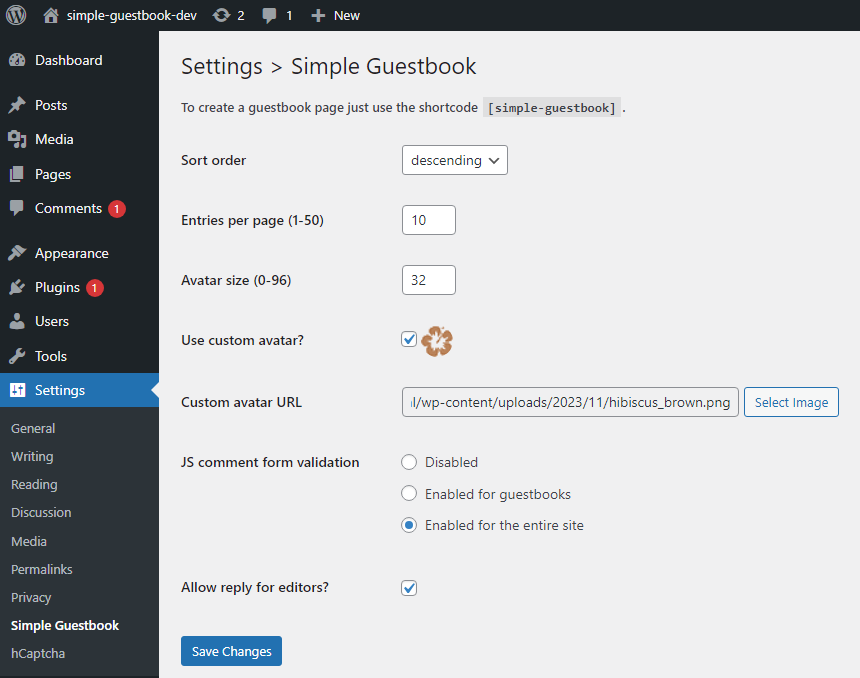 simple-guestbook-dev 2 1 New
Dashboard
Posts
Media
Pages
Comments 1
Appearance
Plugins 1
Users
Tools
Settings
General
Writing
Reading
Discussion
Media
Permalinks
Privacy
Simple Guestbook
hCaptcha
Settings > Simple Guestbook
To create a guestbook page just use the shortcode [simple-guestbook] .
Sort order descending
Entries per page (1-50) 10
Avatar size (0-96) 32
Use custom avatar?
Custom avatar URL l/wp-content/uploads/2023/11/hibiscus_brown.png Select Image
JS comment form validation Disabled
Enabled for guestbooks
Enabled for the entire site
Allow reply for editors?
Save Changes